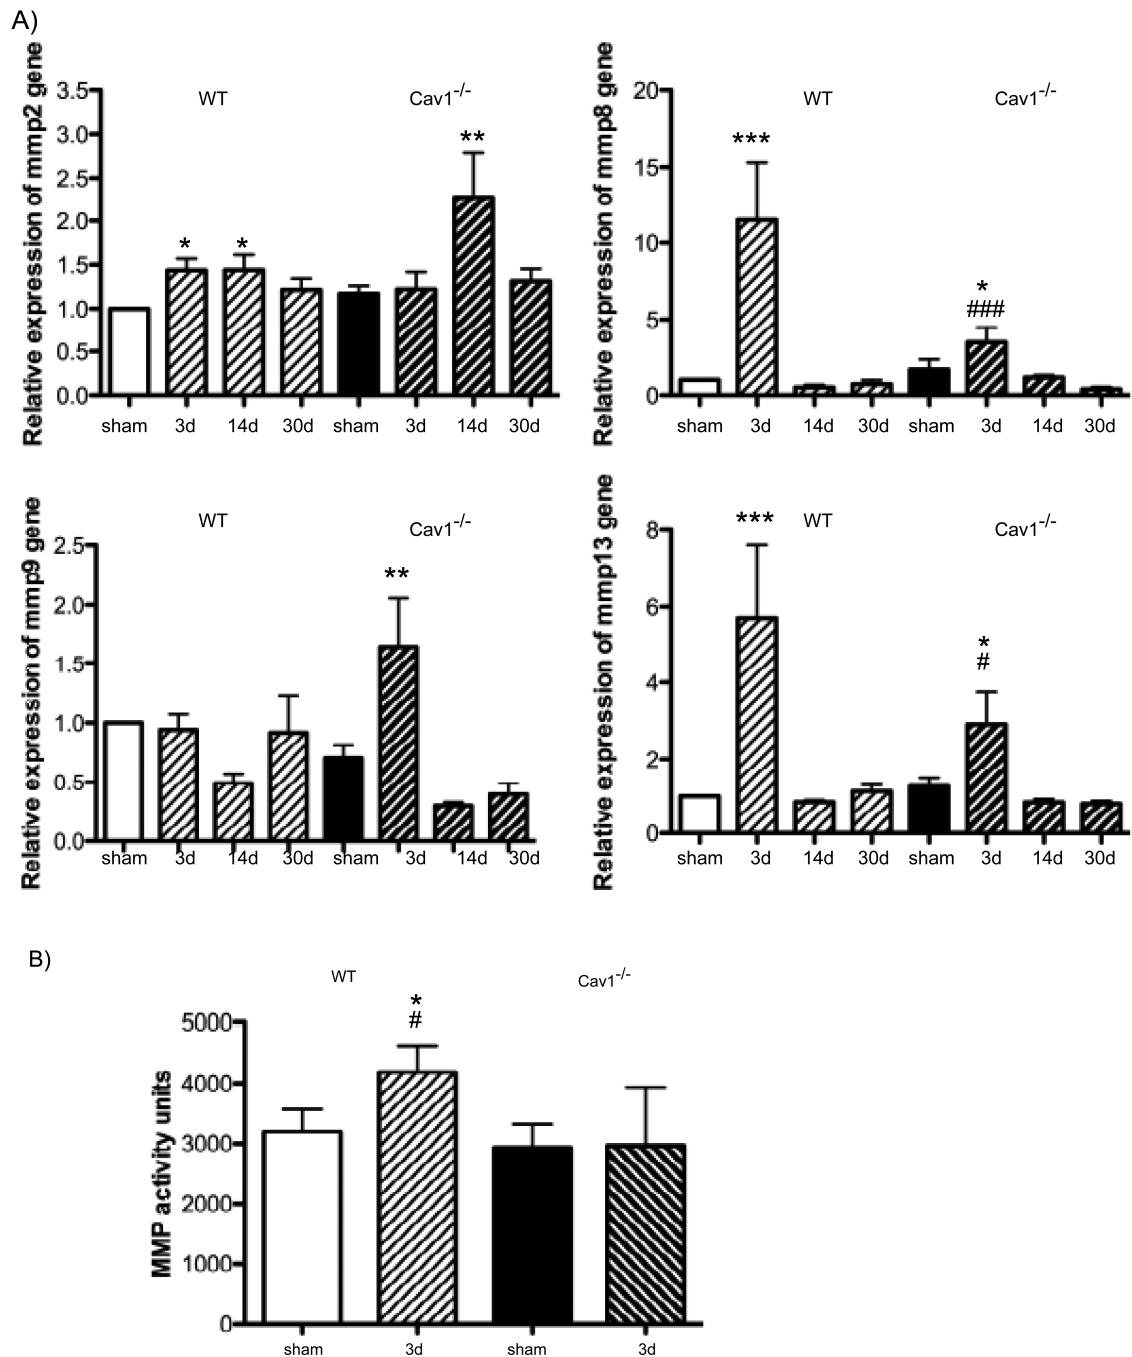 A)
Relative expression of mmp2 gene
WT
Cav1-/-
3.5
3.0
2.5
2.0
1.5
1.0
0.5
0.0
*
*
**
sham 3d 14d 30d sham 3d 14d 30d
Relative expression of mmp8 gene
WT
Cav1-/-
20
15
10
5
0
***
*
###
sham 3d 14d 30d sham 3d 14d 30d
Relative expression of mmp9 gene
WT
Cav1-/-
2.5
2.0
1.5
1.0
0.5
0.0
**
sham 3d 14d 30d sham 3d 14d 30d
Relative expression of mmp13 gene
WT
Cav1-/-
8
6
4
2
0
***
*
#
sham 3d 14d 30d sham 3d 14d 30d
B)
MMP activity units
WT
Cav1-/-
5000
4000
3000
2000
1000
0
*
#
sham 3d sham 3d